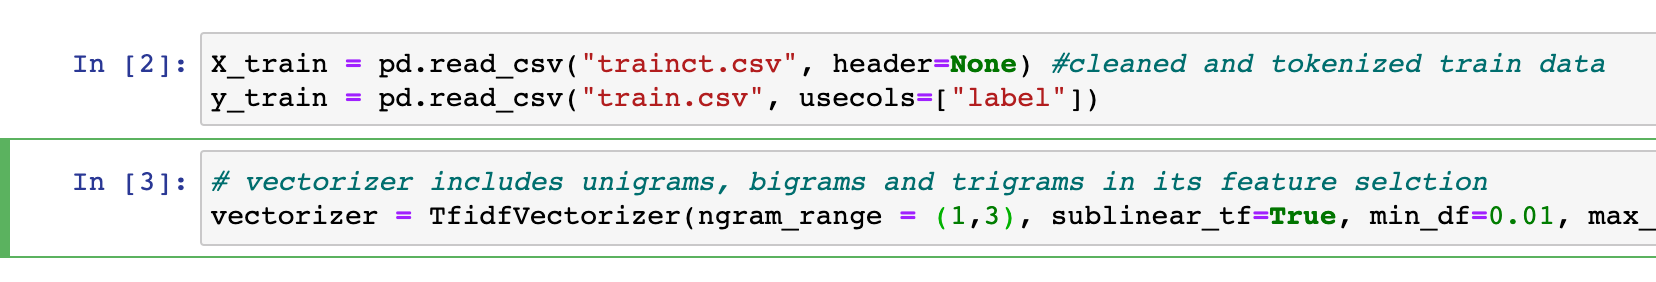 In [2]: X_train = pd.read_csv("trainct.csv", header=None) #cleaned and tokenized train data
y_train = pd.read_csv("train.csv", usecols=["label"])
In [3]: # vectorizer includes unigrams, bigrams and trigrams in its feature selction
vectorizer = TfidfVectorizer(ngram_range = (1,3), sublinear_tf=True, min_df=0.01, max_